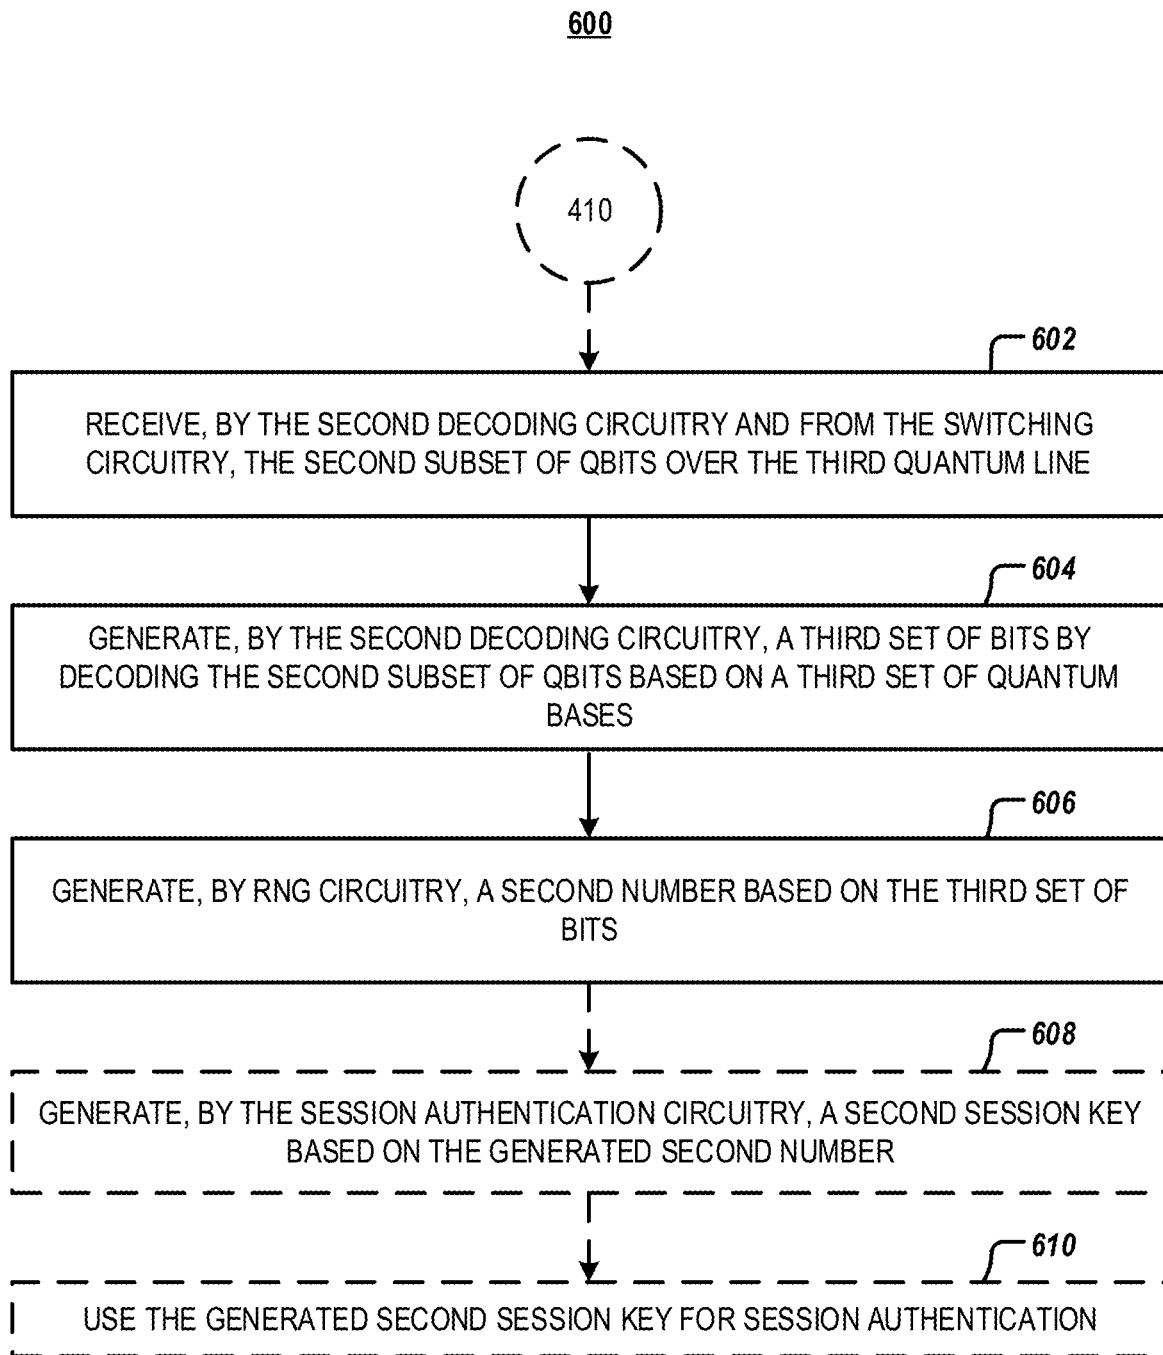 600
410
602
RECEIVE, BY THE SECOND DECODING CIRCUITRY AND FROM THE SWITCHING
CIRCUITRY, THE SECOND SUBSET OF QBITS OVER THE THIRD QUANTUM LINE
604
GENERATE, BY THE SECOND DECODING CIRCUITRY, A THIRD SET OF BITS BY
DECODING THE SECOND SUBSET OF QBITS BASED ON A THIRD SET OF QUANTUM
BASES
606
GENERATE, BY RNG CIRCUITRY, A SECOND NUMBER BASED ON THE THIRD SET OF
BITS
608
GENERATE, BY THE SESSION AUTHENTICATION CIRCUITRY, A SECOND SESSION KEY
BASED ON THE GENERATED SECOND NUMBER
610
USE THE GENERATED SECOND SESSION KEY FOR SESSION AUTHENTICATION